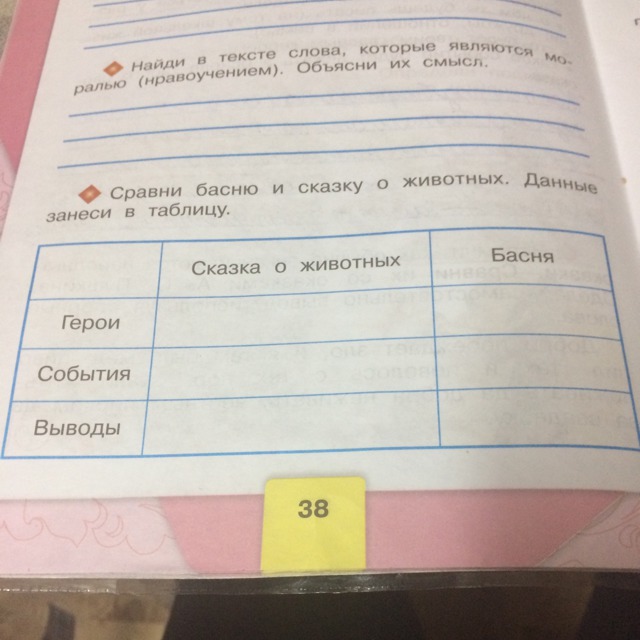 Найди в тексте слова, которые являются мо-
ралью (нравоучением). Объясни их смысл.
Сравни басню и сказку о животных. Данные
занеси в таблицу.
Сказка о животных Басня
Герои
События
Выводы
38